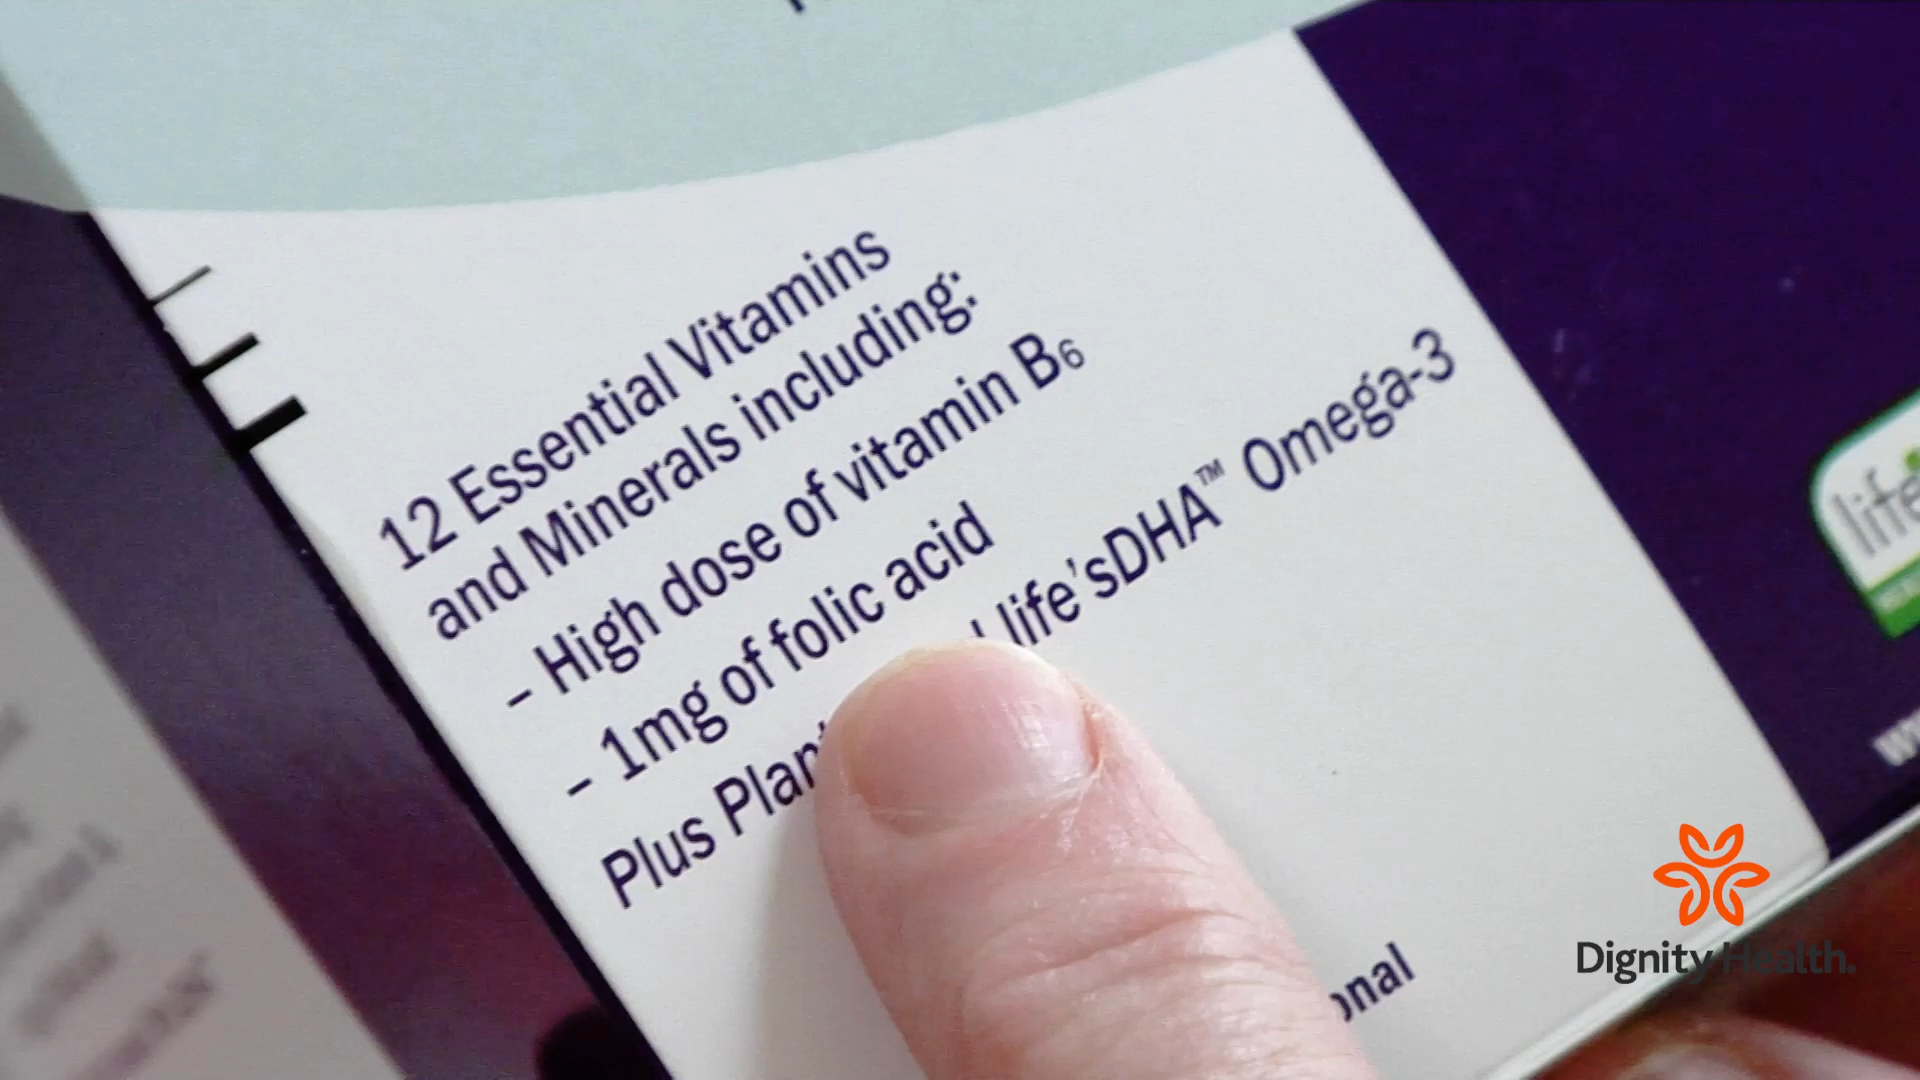 12 Essential Vitamins
and Minerals including:
– High dose of vitamin B₆
– 1mg of folic acid
Plus life'sDHA™ Omega-3
life
Dignity Health.